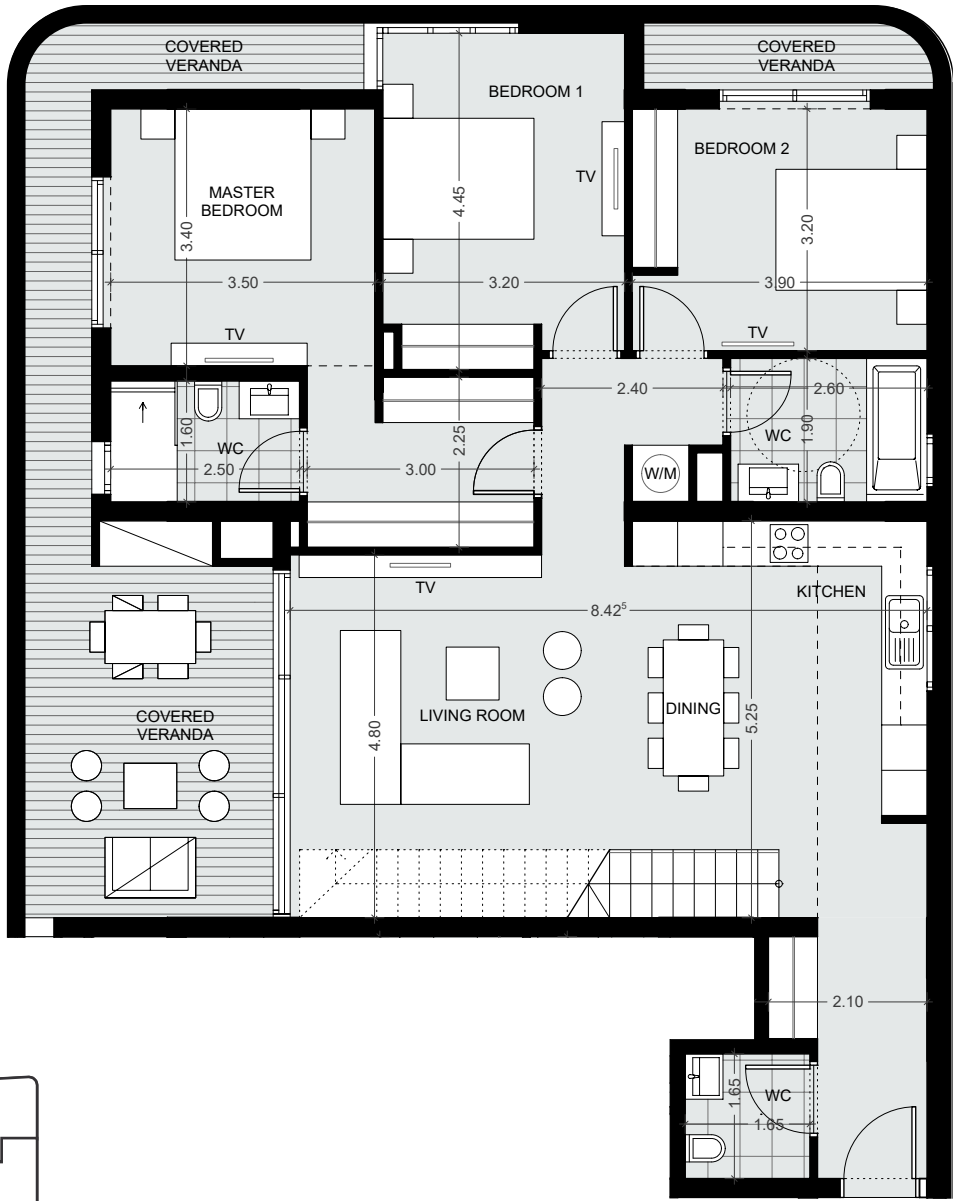 COVERED
VERANDA
COVERED
VERANDA
BEDROOM 1
BEDROOM 2
MASTER
BEDROOM
TV
4.45
3.40
3.20
3.50
3.20
3.90
TV
TV
2.40
2.60
1.60
WC
2.50
2.25
3.00
WC
1.90
W/M
TV
KITCHEN
8.42⁵
COVERED
VERANDA
LIVING ROOM
DINING
4.80
5.25
2.10
1.65
WC
1.65